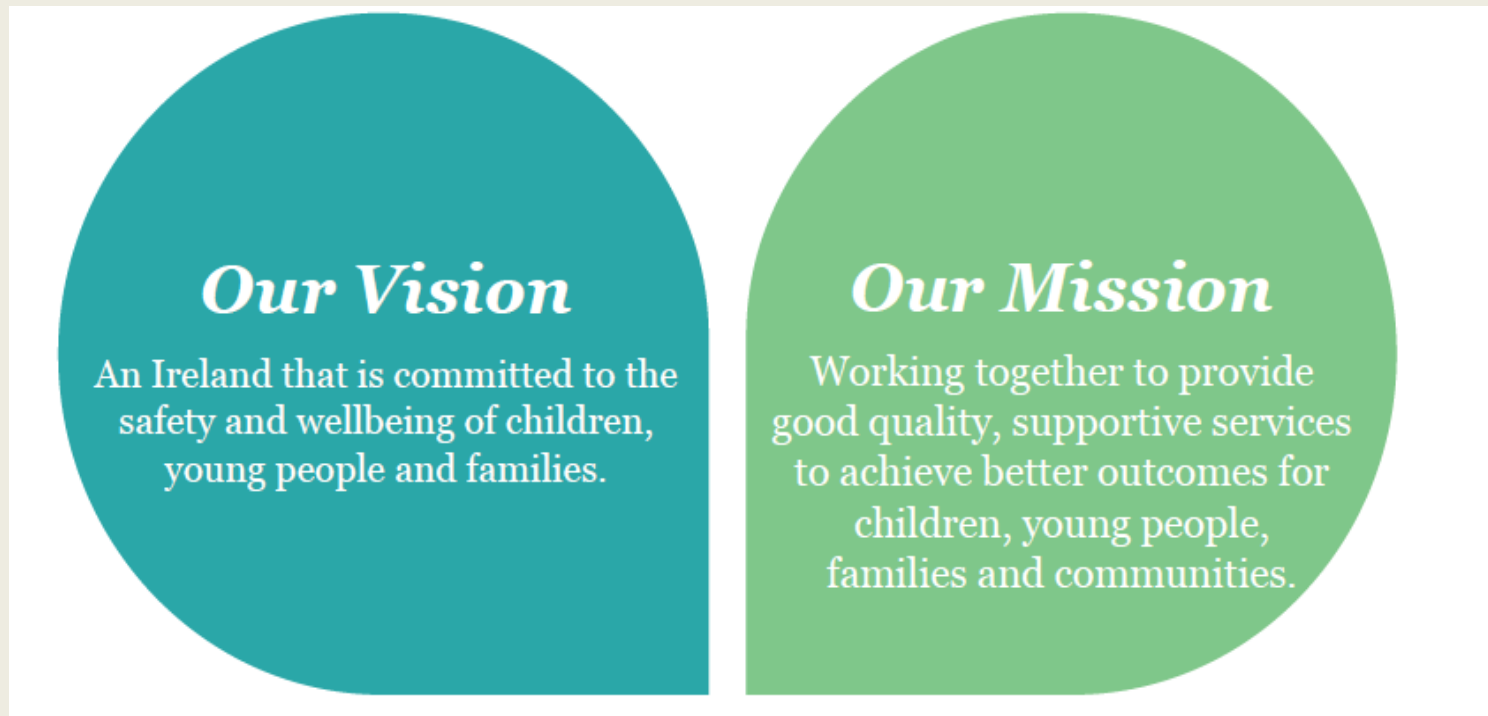 Our Vision
An Ireland that is committed to the
safety and wellbeing of children,
young people and families.
Our Mission
Working together to provide
good quality, supportive services
to achieve better outcomes for
children, young people,
families and communities.